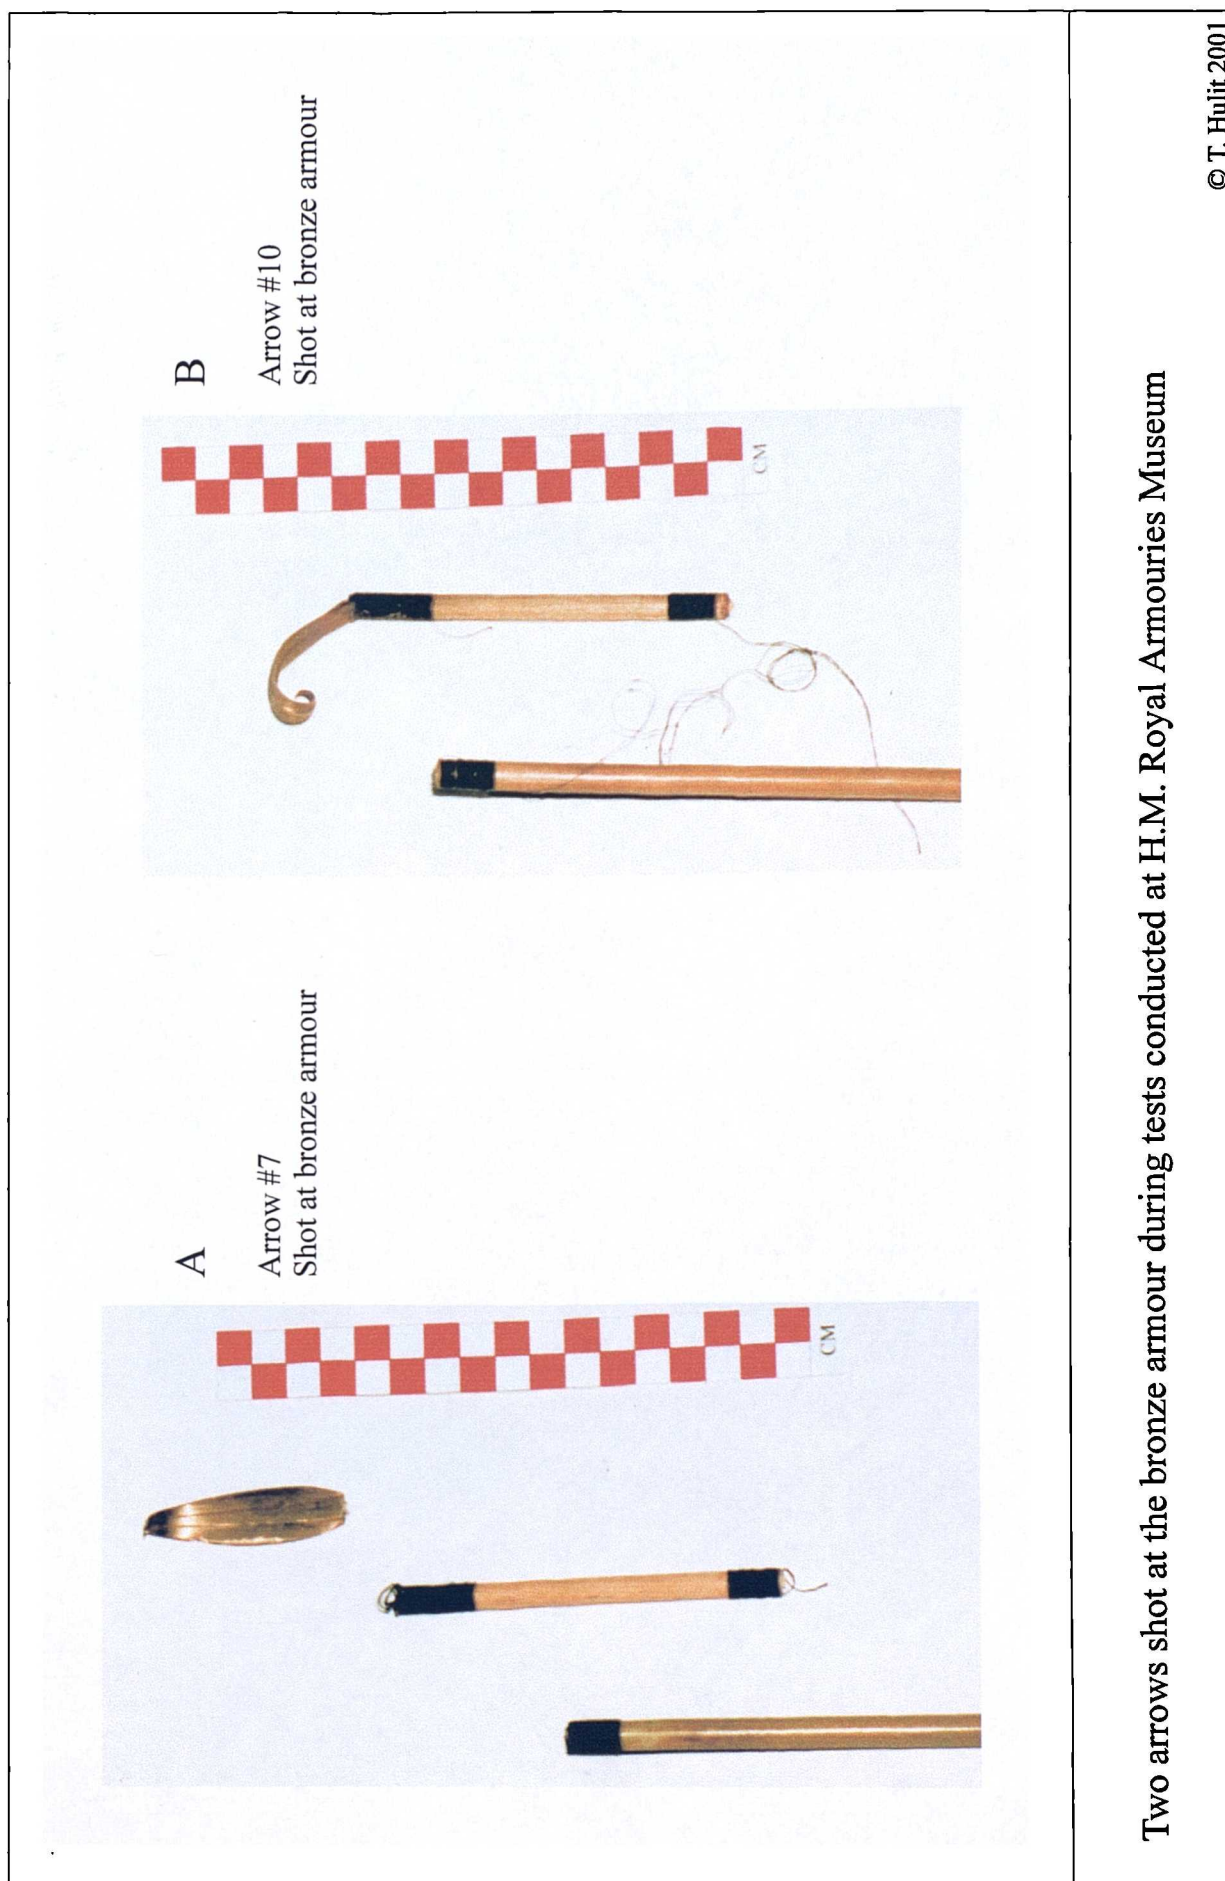 A
Arrow #7
Shot at bronze armour
CM
B
Arrow #10
Shot at bronze armour
CM
Two arrows shot at the bronze armour during tests conducted at H.M. Royal Armouries Museum
© T. Hulit 2001